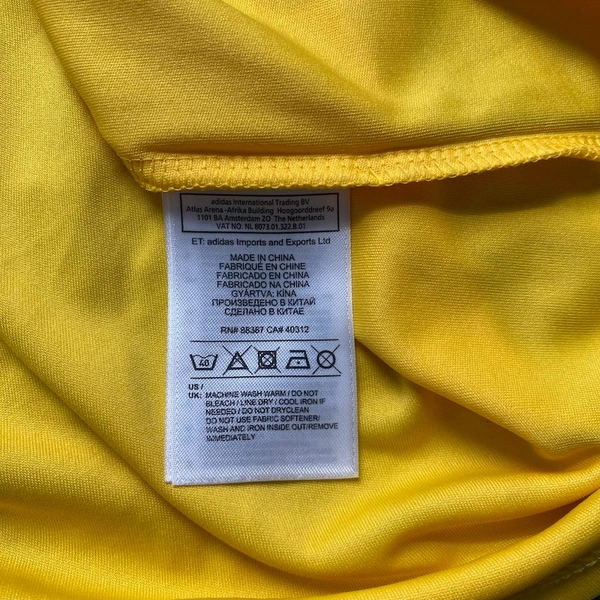 adidas International Trading BV
Atlas Arena -Afrika Building Hoogoorddreef 9a
1101 BA Amsterdam ZO The Netherlands
VAT NO: NL 8073.01.322.B.01
ET: adidas Imports and Exports Ltd
MADE IN CHINA
FABRIQUÉ EN CHINE
FABRICADO EN CHINA
FABRICADO NA CHINA
GYÁRTVA: KÍNA
ПРОИЗВЕДЕНО В КИТАЙ
СДЕЛАНО В КИТАЕ
RN# 88387 CA# 40312
40
US /
UK: MACHINE WASH WARM / DO NOT
BLEACH / LINE DRY / COOL IRON IF
NEEDED / DO NOT DRYCLEAN
DO NOT USE FABRIC SOFTENER/
WASH AND IRON INSIDE OUT/REMOVE
IMMEDIATELY